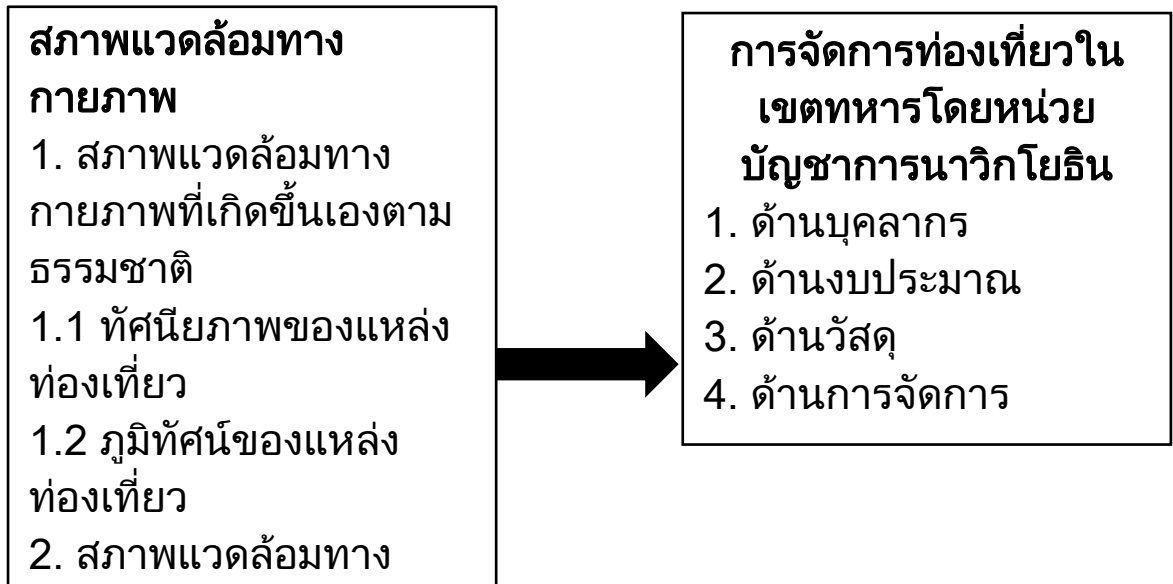 สภาพแวดล้อมทาง
กายภาพ
1. สภาพแวดล้อมทาง
กายภาพที่เกิดขึ้นเองตาม
ธรรมชาติ
1.1 ทัศนียภาพของแหล่ง
ท่องเที่ยว
1.2 ภูมิทัศน์ของแหล่ง
ท่องเที่ยว
2. สภาพแวดล้อมทาง
การจัดการท่องเที่ยวใน
เขตทหารโดยหน่วย
บัญชาการนาวิกโยธิน
1. ด้านบุคลากร
2. ด้านงบประมาณ
3. ด้านวัสดุ
4. ด้านการจัดการ